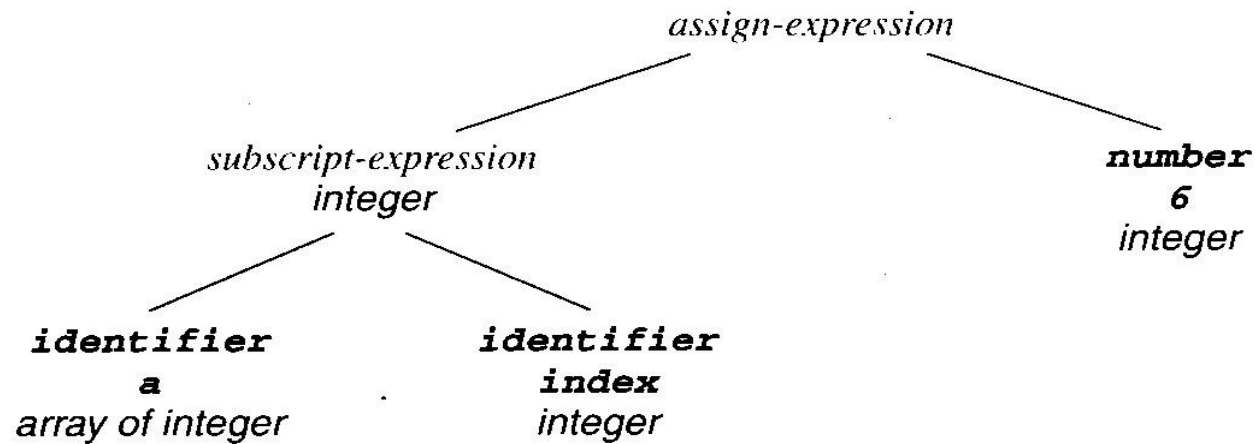 assign-expression
subscript-expression
integer
number
6
integer
identifier
a
array of integer
identifier
index
integer